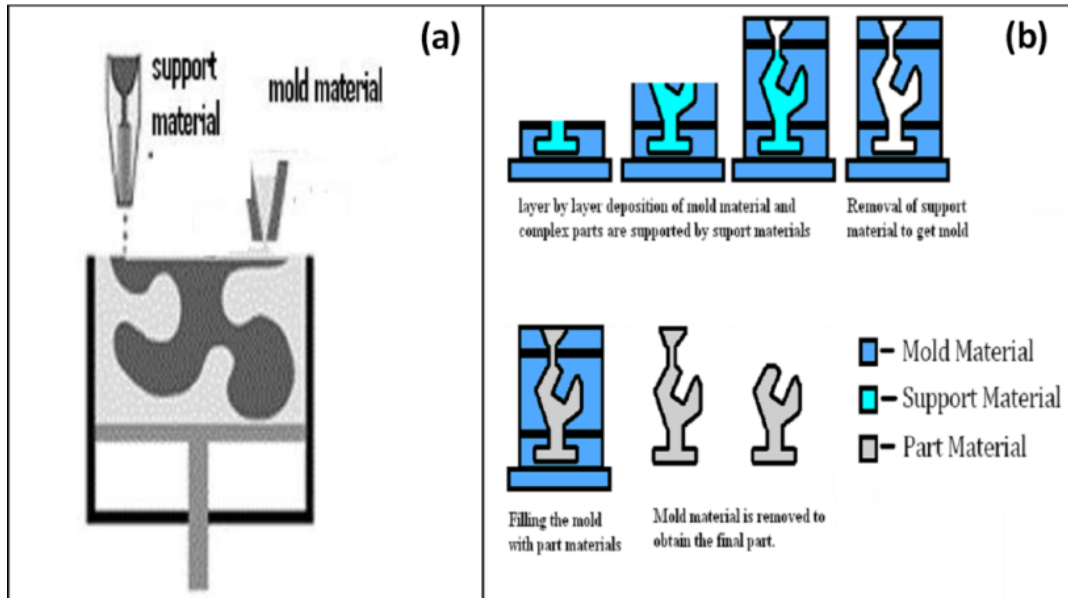 (a)
support
material
mold material
(b)
layer by layer deposition of mold material and
complex parts are supported by suport materials
Removal of support
material to get mold
Mold Material
Support Material
Part Material
Filling the mold
with part materials
Mold material is removed to
obtain the final part.